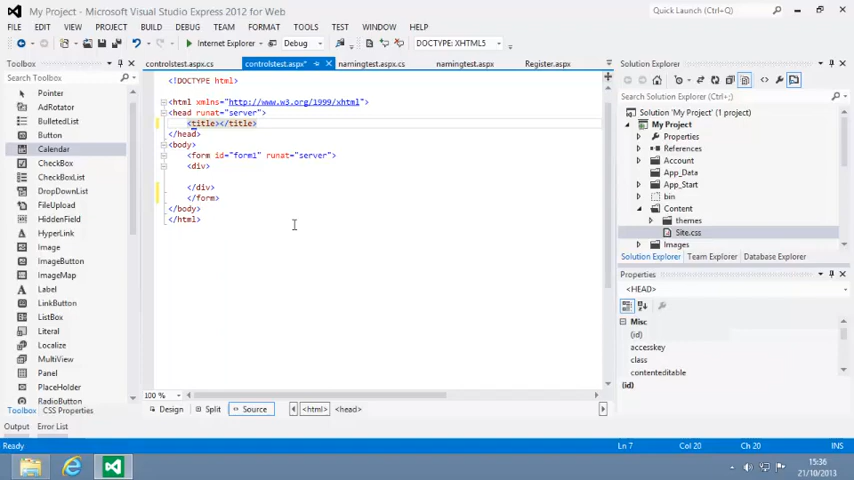 My Project - Microsoft Visual Studio Express 2012 for Web
Quick Launch (Ctrl+Q)
FILE EDIT VIEW PROJECT BUILD DEBUG TEAM TABLE TOOLS TEST WINDOW HELP
Internet Explorer Debug DOCTYPE: XHTML5
Toolbox
Search Toolbox
Pointer
AdRotator
BulletedList
Button
Calendar
CheckBox
CheckBoxList
DropDownList
FileUpload
HiddenField
HyperLink
Image
ImageButton
ImageMap
Label
LinkButton
ListBox
Literal
Localize
MultiView
Panel
PlaceHolder
RadioButton
Toolbox CSS Properties
controlstest.aspx.cs controlstest.aspx* namingtest.aspx.cs namingtest.aspx Register.aspx
<!DOCTYPE html>
<html xmlns="http://www.w3.org/1999/xhtml">
<head runat="server">
<title></title>
</head>
<body>
<form id="form1" runat="server">
<div>
</div>
</form>
</body>
</html>
100 %
Design Split Source <html> <head>
Solution Explorer
Search Solution Explorer (Ctrl+;)
Solution 'My Project' (1 project)
My Project
Properties
References
Account
App_Data
App_Start
bin
Content
themes
Site.css
Images
Solution Explorer Team Explorer Database Explorer
Properties
<HEAD>
Misc
(id)
accesskey
class
contenteditable
(id)
Output Error List
Ready Ln 7 Col 20 Ch 20 INS
15:36
21/10/2013